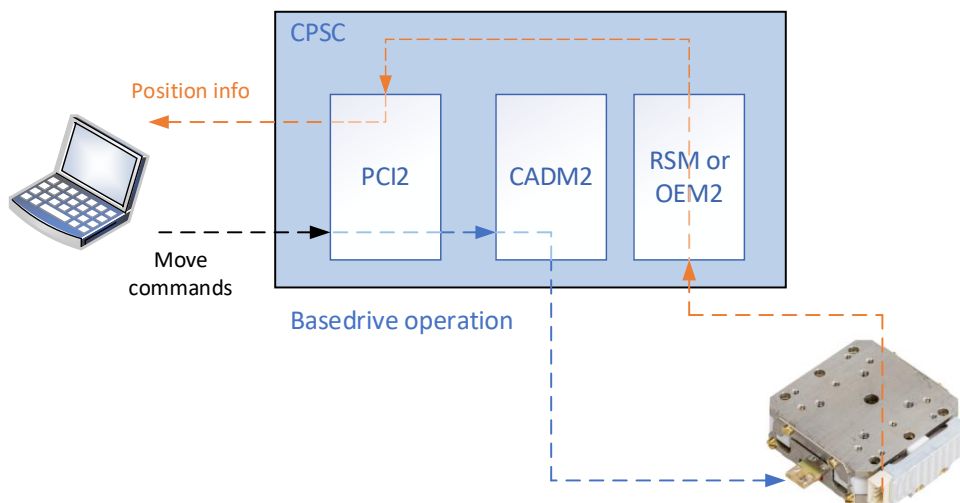 CPSC
Position info
PCI2
CADM2
RSM or
OEM2
Move
commands
Basedrive operation